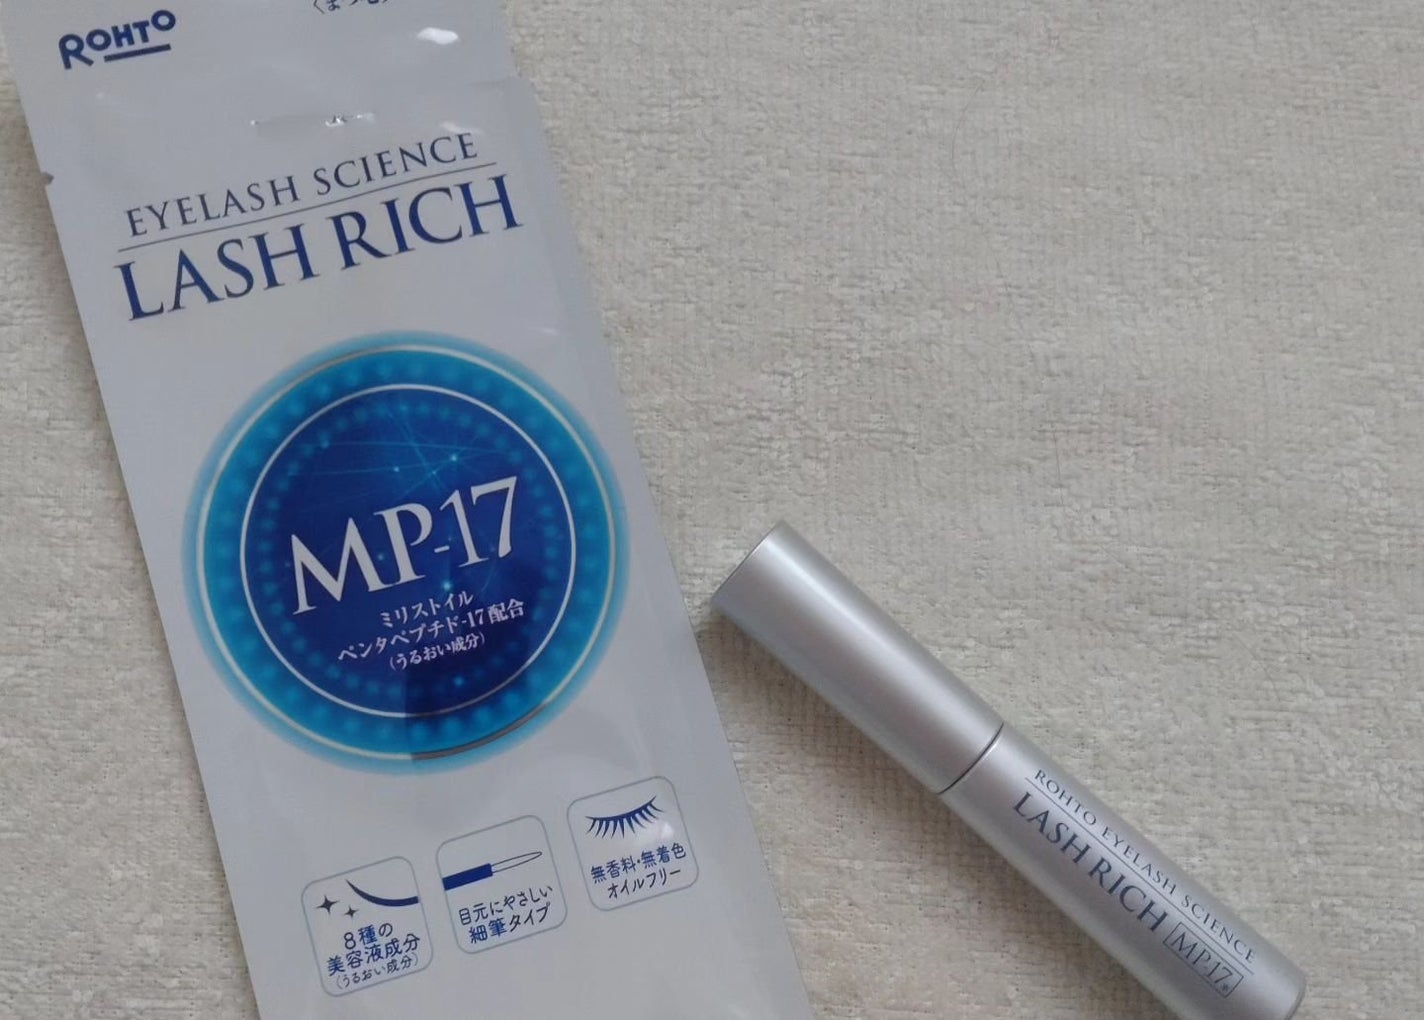 ROHTO
EYELASH SCIENCE
LASH RICH
MP-17
ミリストイル
ペンタペプチド-17配合
(うるおい成分)
8種の
美容液成分
(うるおい成分)
目元にやさしい
細筆タイプ
無香料・無着色
オイルフリー
ROHTO EYELASH SCIENCE
LASH RICH MP-17